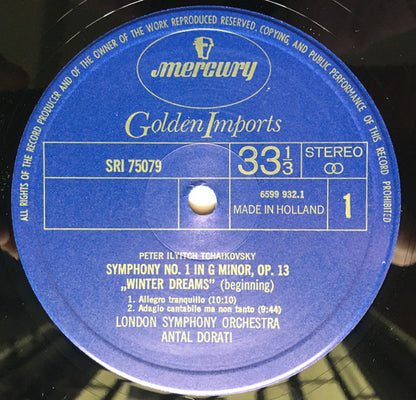 ALL RIGHTS OF THE RECORD PRODUCER AND OF THE OWNER OF THE WORK REPRODUCED RESERVED. COPYING, AND PUBLIC PERFORMANCE OF THIS RECORD PROHIBITED
mercury
Golden Imports
SRI 75079
33 1/3
STEREO
6599 932.1
MADE IN HOLLAND
1
PETER ILYITCH TCHAIKOVSKY
SYMPHONY NO. 1 IN G MINOR, OP. 13
„WINTER DREAMS" (beginning)
1. Allegro tranquillo (10:10)
2. Adagio cantabile ma non tanto (9:44)
LONDON SYMPHONY ORCHESTRA
ANTAL DORATI